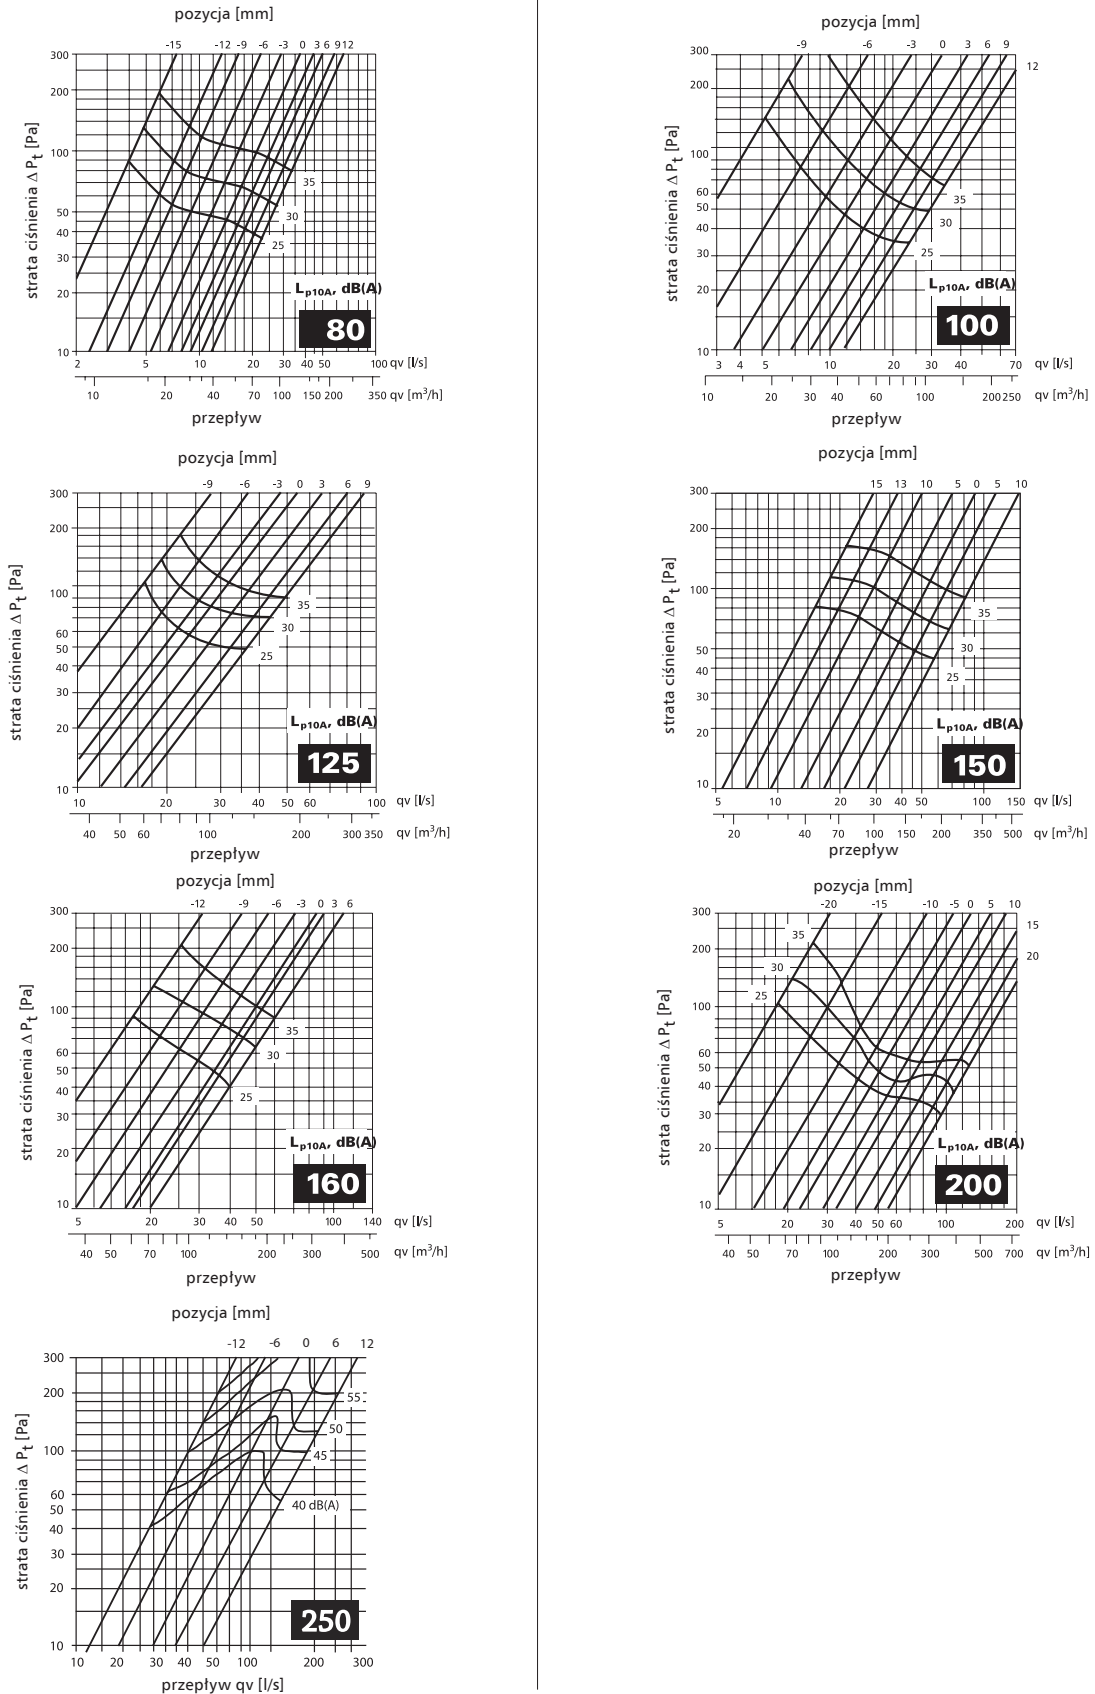 pozycja [mm]
-15 -12 -9 -6 -3 0 3 6 9 12
strata ciśnienia Δ Pt [Pa]
300
200
100
50
40
30
20
10
35
30
25
Lp10A, dB(A)
80
2 5 10 20 30 40 50 100 qv [l/s]
10 20 40 70 100 150 200 350 qv [m³/h]
przepływ
pozycja [mm]
-9 -6 -3 0 3 6 9
12
strata ciśnienia Δ Pt [Pa]
300
200
100
60
50
40
30
20
10
35
30
25
Lp10A, dB(A)
100
3 4 5 10 20 30 40 70 qv [l/s]
10 20 30 40 60 100 200 250 qv [m³/h]
przepływ
pozycja [mm]
-9 -6 -3 0 3 6 9
strata ciśnienia Δ Pt [Pa]
300
200
100
60
50
40
30
20
10
35
30
25
Lp10A, dB(A)
125
10 20 30 40 50 60 100 qv [l/s]
40 50 60 100 200 300 350 qv [m³/h]
przepływ
pozycja [mm]
15 13 10 5 0 5 10
strata ciśnienia Δ Pt [Pa]
300
200
100
50
40
30
20
10
35
30
25
Lp10A, dB(A)
150
5 10 20 30 40 50 100 150 qv [l/s]
20 40 70 100 150 200 350 500 qv [m³/h]
przepływ
pozycja [mm]
-12 -9 -6 -3 0 3 6
strata ciśnienia Δ Pt [Pa]
300
200
100
60
50
40
30
20
10
35
30
25
Lp10A, dB(A)
160
5 20 30 40 50 100 140 qv [l/s]
40 50 70 100 200 300 500 qv [m³/h]
przepływ
pozycja [mm]
-20 -15 -10 -5 0 5 10
15
20
strata ciśnienia Δ Pt [Pa]
300
200
100
60
50
40
30
20
10
35
30
25
Lp10A, dB(A)
200
5 20 30 40 50 60 100 200 qv [l/s]
40 50 70 100 200 300 500 700 qv [m³/h]
przepływ
pozycja [mm]
-12 -6 0 6 12
strata ciśnienia Δ Pt [Pa]
300
200
100
60
50
40
30
20
10
55
50
45
40 dB(A)
250
10 20 30 40 50 100 200 300
przepływ qv [l/s]